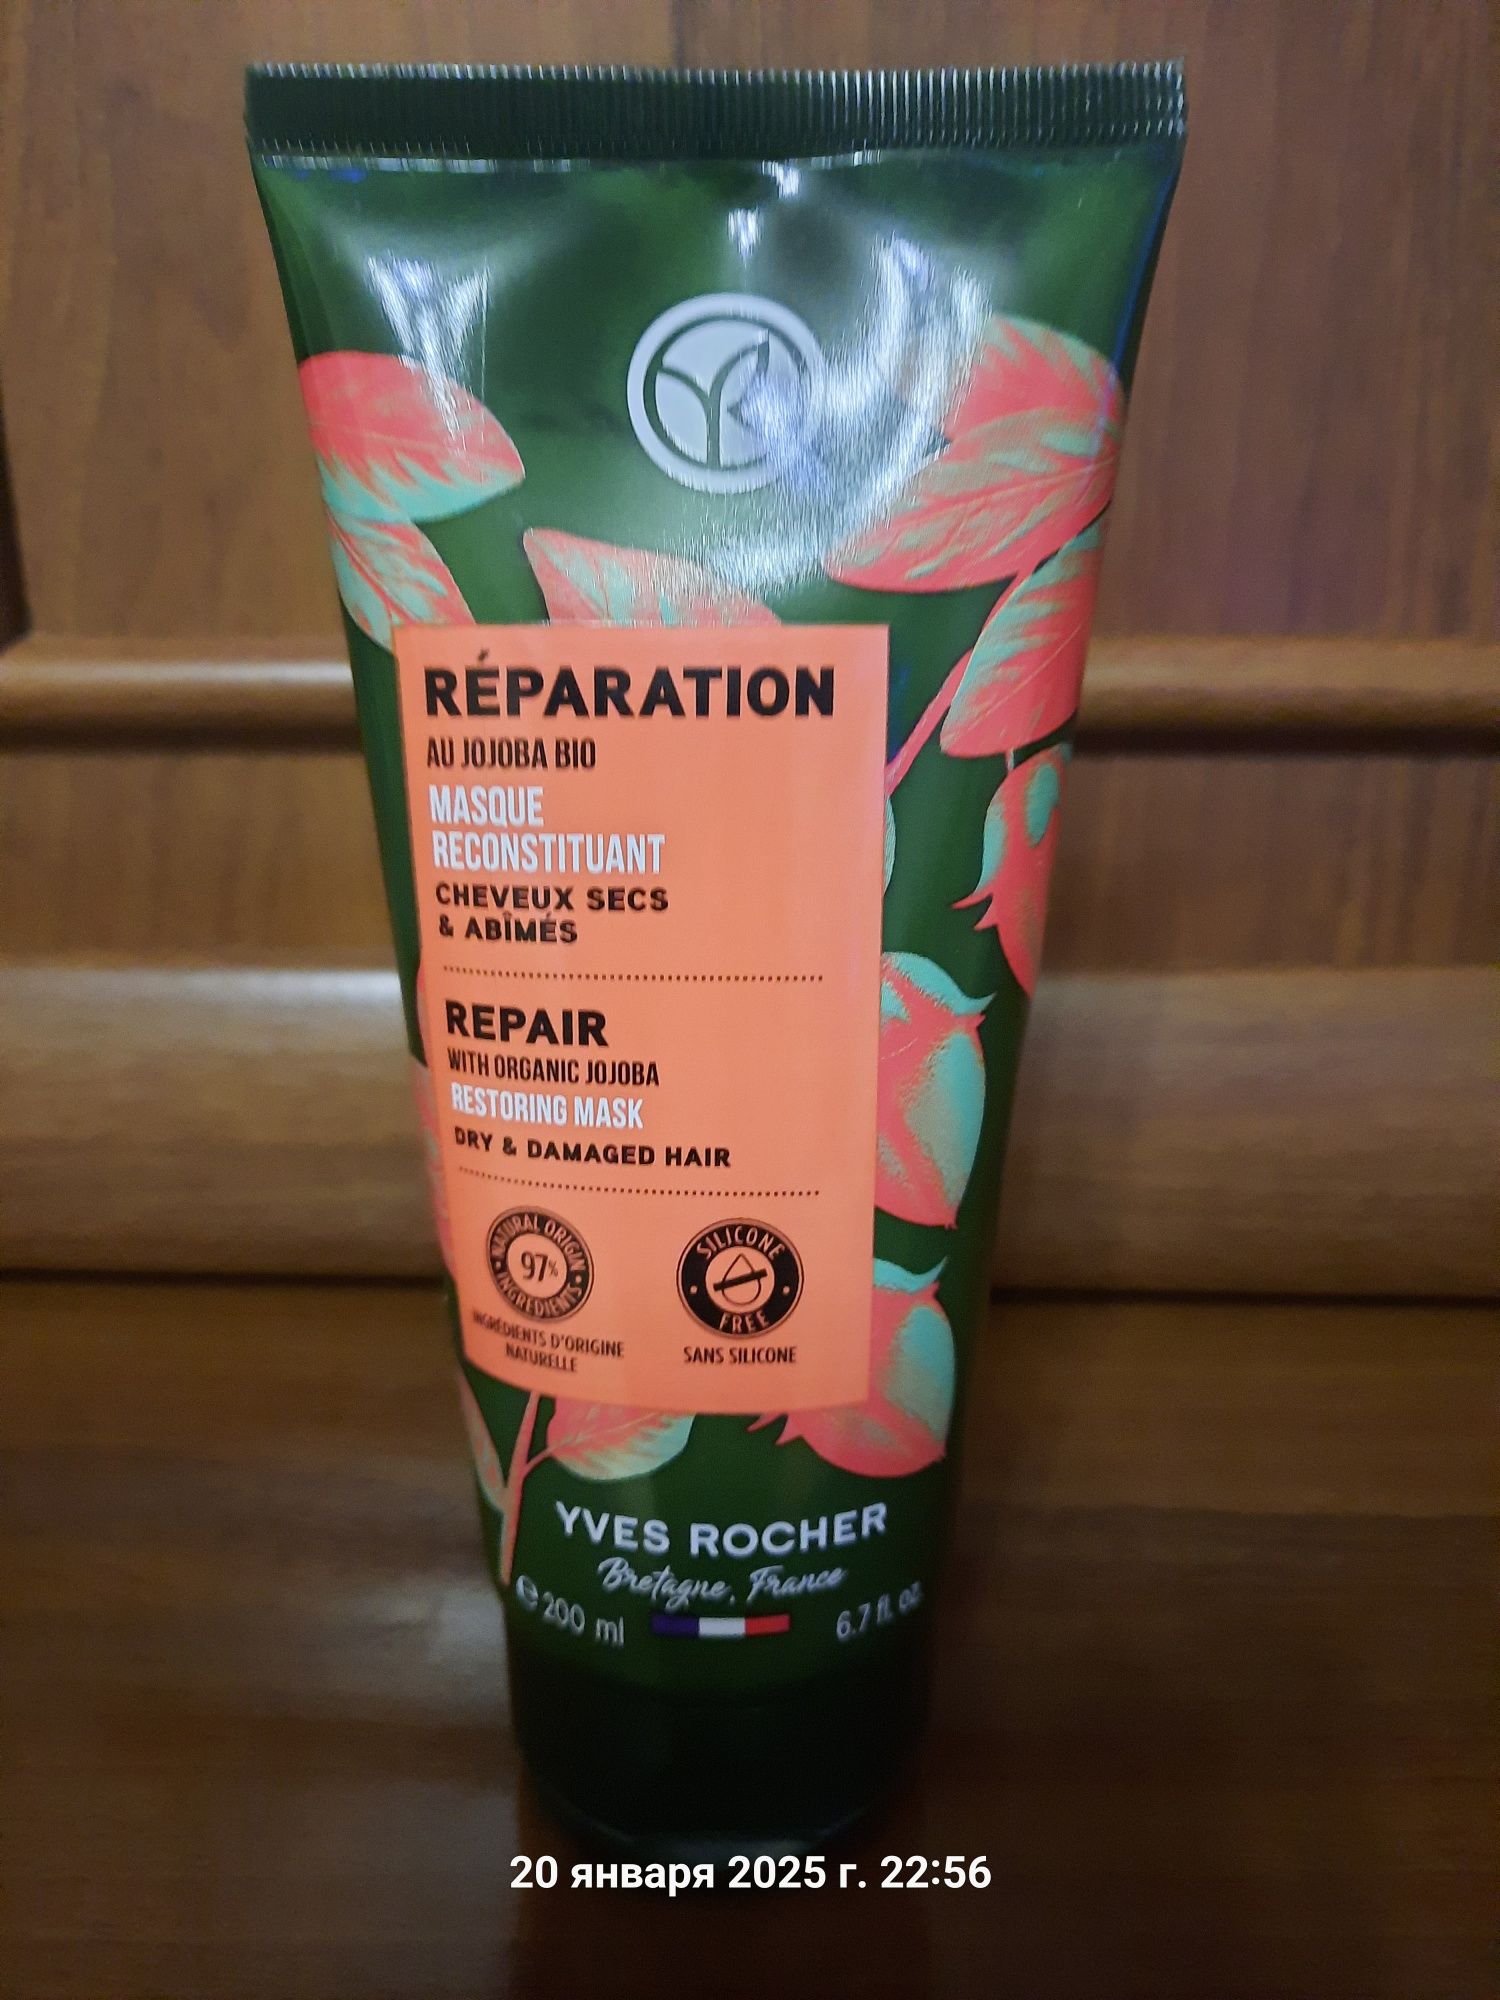 RÉPARATION
AU JOJOBA BIO
MASQUE
RECONSTITUANT
CHEVEUX SECS
& ABÎMÉS
REPAIR
WITH ORGANIC JOJOBA
RESTORING MASK
DRY & DAMAGED HAIR
NATURAL ORIGIN
97%
INGREDIENTS
INGRÉDIENTS D'ORIGINE
NATURELLE
SILICONE
FREE
SANS SILICONE
YVES ROCHER
Bretagne, France
e 200 ml
6.7 fl. oz.
20 января 2025 г. 22:56